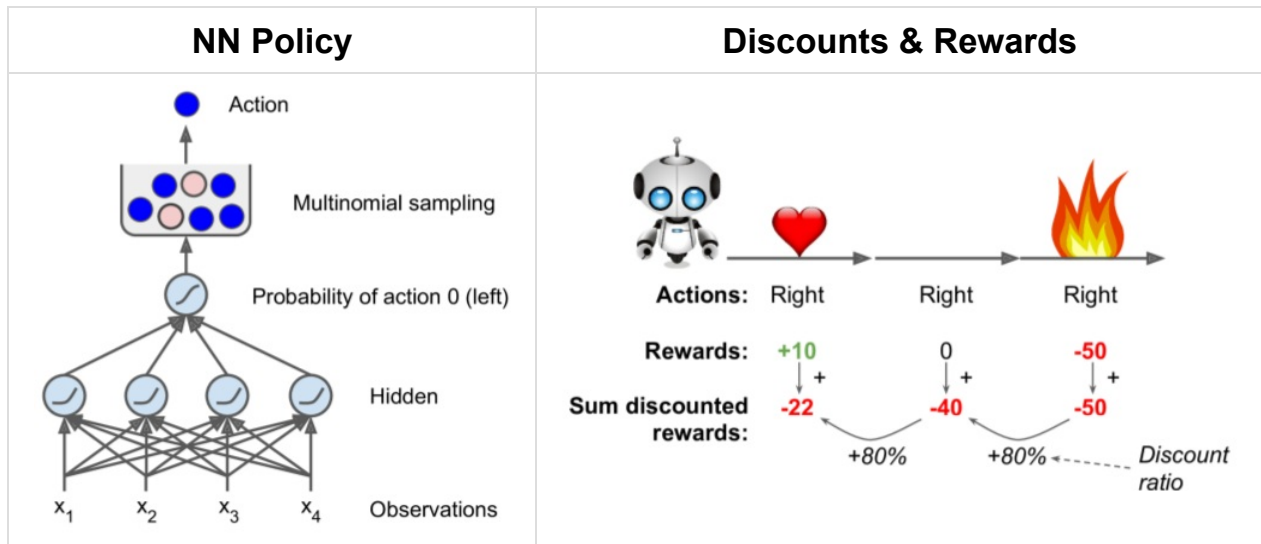 NN Policy
Discounts & Rewards
Action
Multinomial sampling
Probability of action 0 (left)
Hidden
x1 x2 x3 x4 Observations
Actions: Right Right Right
Rewards: +10 0 -50
+ + +
Sum discounted
rewards: -22 -40 -50
+80% +80% Discount
ratio